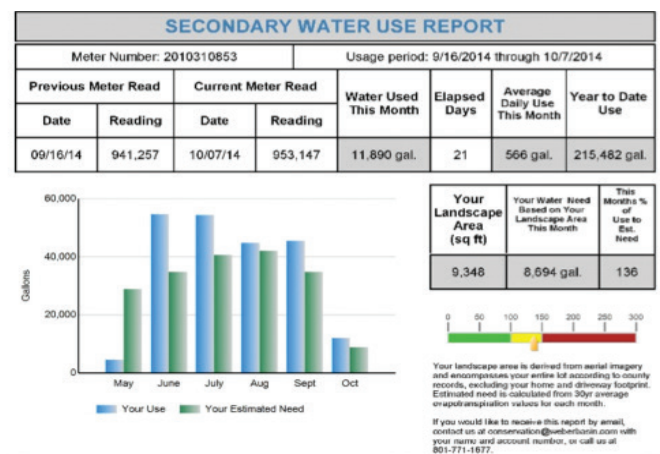 SECONDARY WATER USE REPORT
Meter Number: 2010310853
Usage period: 9/16/2014 through 10/7/2014
Previous Meter Read
Current Meter Read
Water Used
This Month
Elapsed
Days
Average
Daily Use
This Month
Year to Date
Use
Date
Reading
Date
Reading
09/16/14
941,257
10/07/14
953,147
11,890 gal.
21
566 gal.
215,482 gal.
60,000
40,000
20,000
0
Gallons
May
June
July
Aug
Sept
Oct
Your Use
Your Estimated Need
Your
Landscape
Area
(sq ft)
Your Water Need
Based on Your
Landscape Area
This Month
This
Months %
of
Use to
Est.
Need
9,348
8,694 gal.
136
0
50
100
150
200
250
300
Your landscape area is derived from aerial imagery
and encompasses your entire lot according to county
records, excluding your home and driveway footprint.
Estimated need is calculated from 30yr average
evapotranspiration values for each month.
If you would like to receive this report by email,
contact us at conservation@weberbasin.com with
your name and account number, or call us at
801-771-1677.